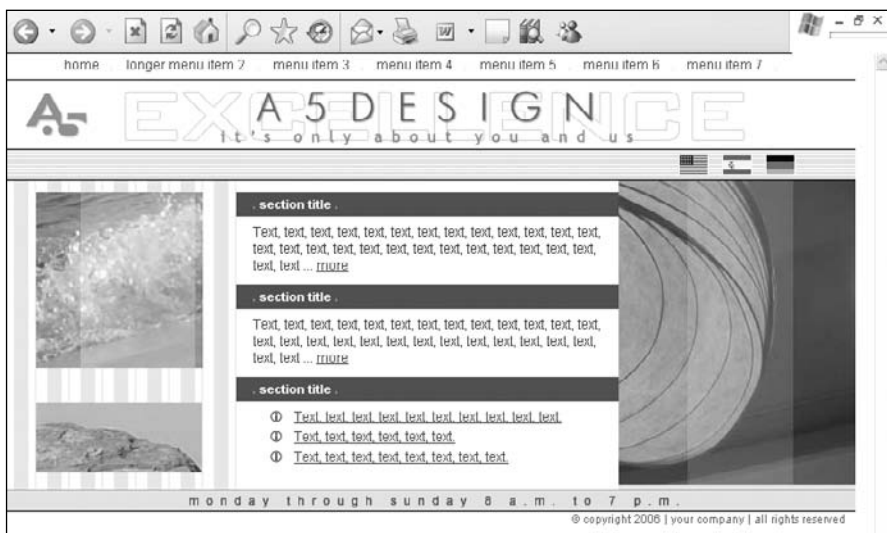 home . longer menu item 2 . menu item 3 . menu item 4 . menu item 5 . menu item 6 . menu item 7 .
A5
EXCELLENCE
A5DESIGN
it's only about you and us
. section title .
Text, text, text, text, text, text, text, text, text, text, text, text, text,
text, text, text, text, text, text, text, text, text, text, text, text, text,
text, text ... more
. section title .
Text, text, text, text, text, text, text, text, text, text, text, text, text,
text, text, text, text, text, text, text, text, text, text, text, text, text,
text, text ... more
. section title .
Text, text, text, text, text, text, text, text, text, text.
Text, text, text, text, text, text.
Text, text, text, text, text, text, text, text.
monday through sunday 8 a.m. to 7 p.m.
© copyright 2006 | your company | all rights reserved